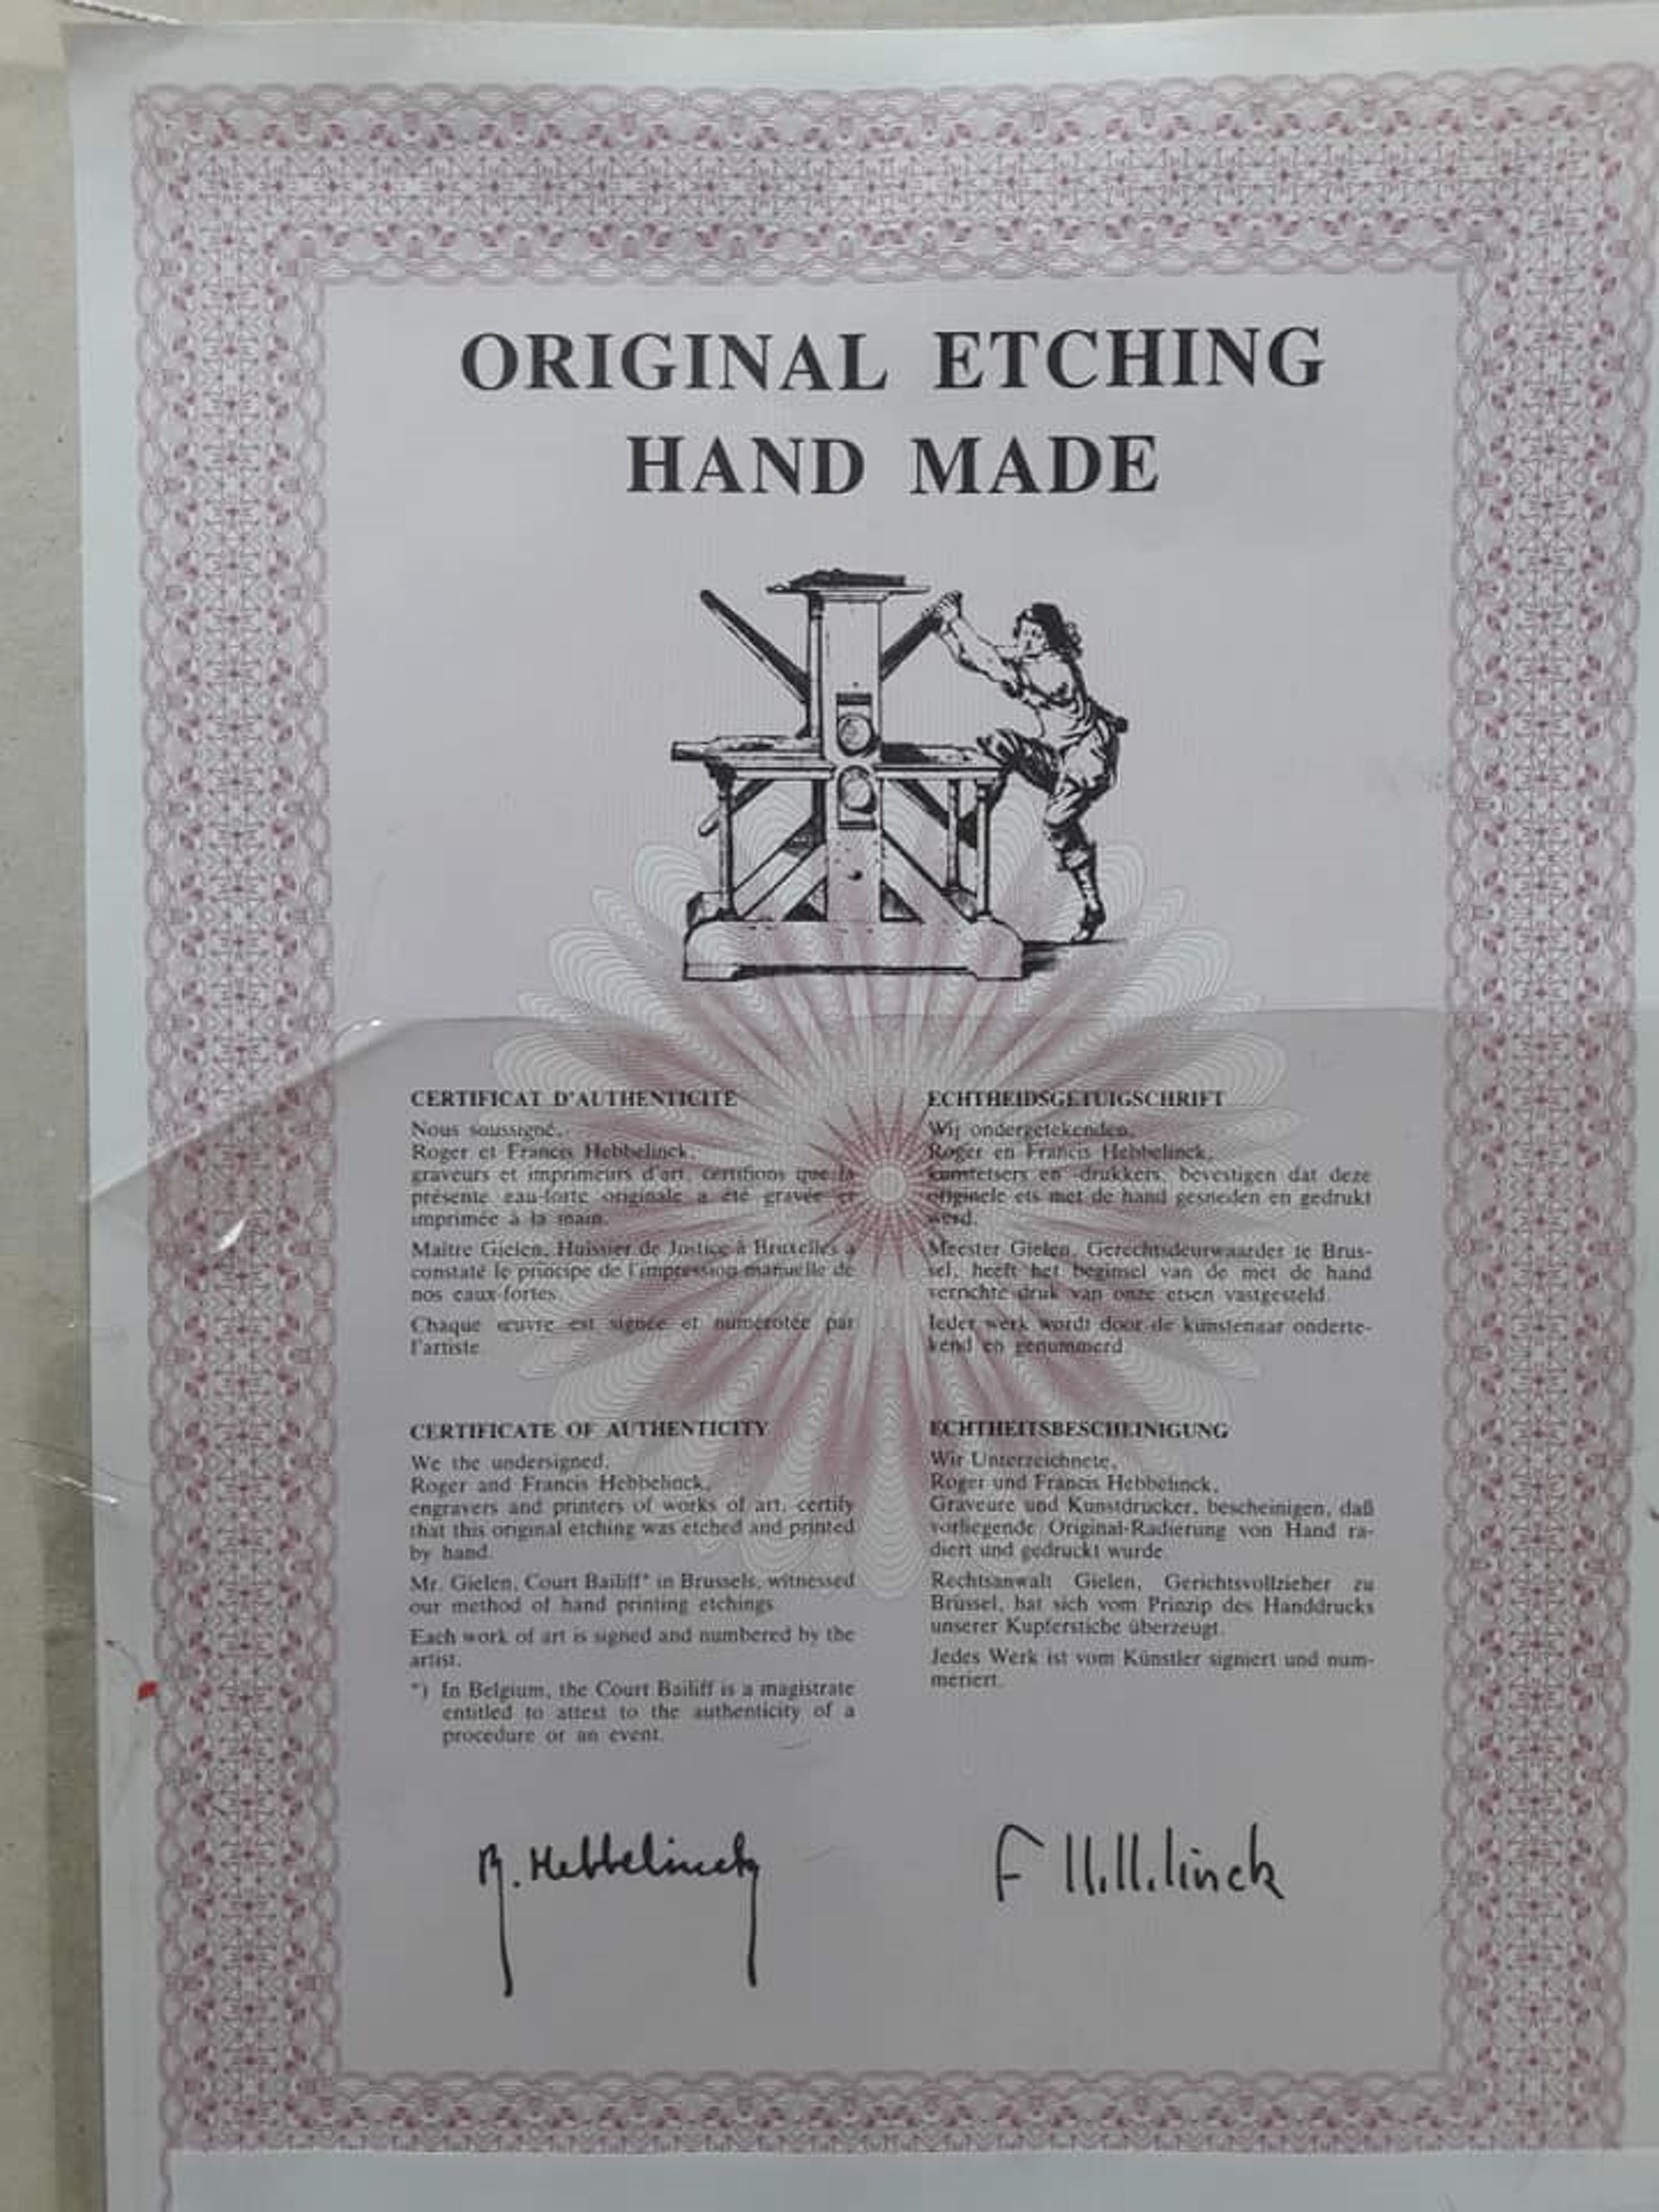 ORIGINAL ETCHING
HAND MADE
CERTIFICAT D'AUTHENTICITE
Nous soussigné,
Roger et Francis Hebbelinck,
graveurs et imprimeurs d'art, certifions que la
présente eau-forte originale a été gravée et
imprimée à la main.
Maître Gielen, Huissier de Justice à Bruxelles a
constaté le principe de l'impression manuelle de
nos eaux-fortes.
Chaque œuvre est signée et numérotée par
l'artiste.
ECHTHEIDSGETUIGSCHRIFT
Wij ondergetekenden,
Roger en Francis Hebbelinck,
kunstetsers en -drukkers, bevestigen dat deze
originele ets met de hand gesneden en gedrukt
werd.
Meester Gielen, Gerechtsdeurwaarder te Brus-
sel, heeft het beginsel van de met de hand
verrichte druk van onze etsen vastgesteld.
Ieder werk wordt door de kunstenaar onderte-
kend en genummerd
CERTIFICATE OF AUTHENTICITY
We the undersigned,
Roger and Francis Hebbelinck,
engravers and printers of works of art, certify
that this original etching was etched and printed
by hand.
Mr. Gielen, Court Bailiff* in Brussels, witnessed
our method of hand printing etchings
Each work of art is signed and numbered by the
artist.
*) In Belgium, the Court Bailiff is a magistrate
entitled to attest to the authenticity of a
procedure or an event.
ECHTHEITSBESCHEINIGUNG
Wir Unterzeichnete,
Roger und Francis Hebbelinck,
Graveure und Kunstdrucker, bescheinigen, daß
vorliegende Original-Radierung von Hand ra-
diert und gedruckt wurde
Rechtsanwalt Gielen, Gerichtsvollzieher zu
Brüssel, hat sich vom Prinzip des Handdrucks
unserer Kupferstiche überzeugt.
Jedes Werk ist vom Künstler signiert und num-
meriert.
R. Hebbelinck
F Hebbelinck